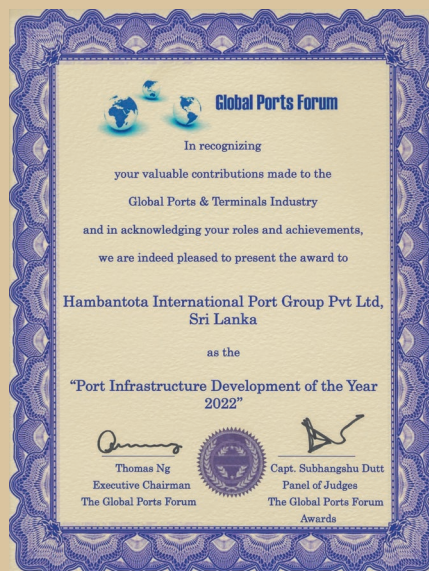 Global Ports Forum
In recognizing
your valuable contributions made to the
Global Ports & Terminals Industry
and in acknowledging your roles and achievements,
we are indeed pleased to present the award to
Hambantota International Port Group Pvt Ltd,
Sri Lanka
as the
“Port Infrastructure Development of the Year
2022”
Thomas Ng
Executive Chairman
The Global Ports Forum
Capt. Subhangshu Dutt
Panel of Judges
The Global Ports Forum
Awards